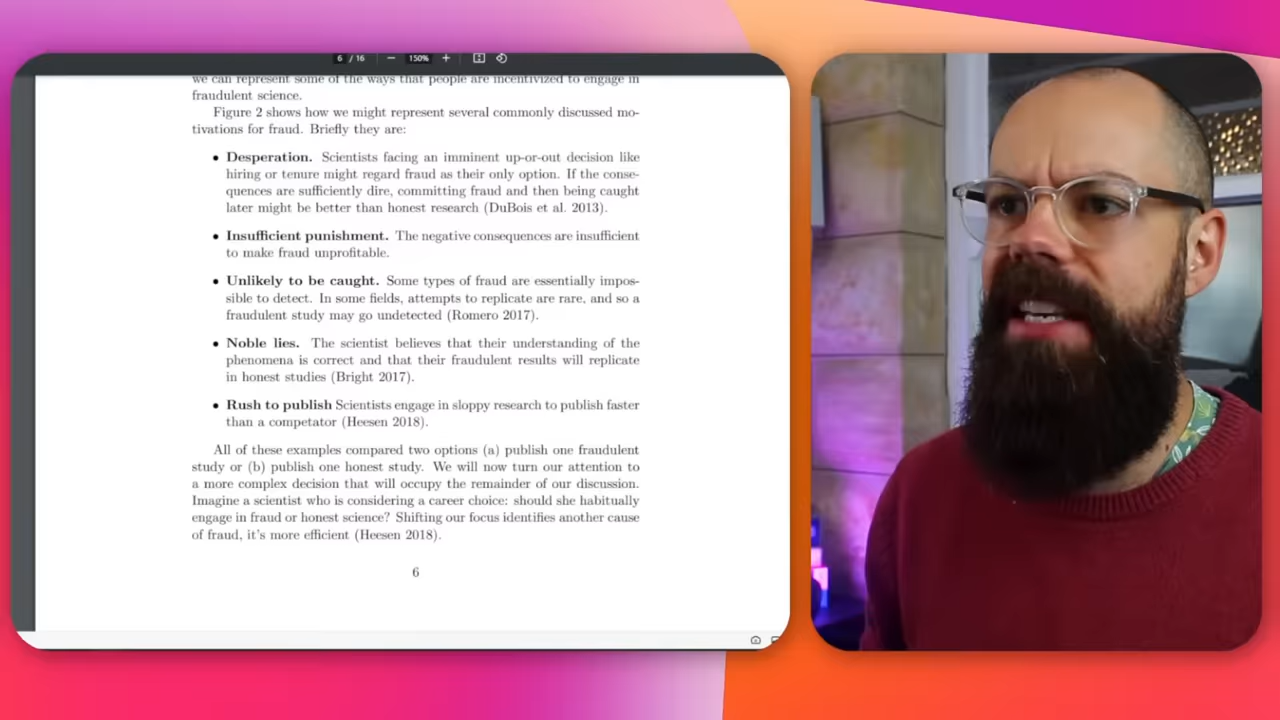 6 / 16 − 150% +
we can represent some of the ways that people are incentivized to engage in
fraudulent science.
Figure 2 shows how we might represent several commonly discussed mo-
tivations for fraud. Briefly they are:
• Desperation. Scientists facing an imminent up-or-out decision like
hiring or tenure might regard fraud as their only option. If the conse-
quences are sufficiently dire, committing fraud and then being caught
later might be better than honest research (DuBois et al. 2013).
• Insufficient punishment. The negative consequences are insufficient
to make fraud unprofitable.
• Unlikely to be caught. Some types of fraud are essentially impos-
sible to detect. In some fields, attempts to replicate are rare, and so a
fraudulent study may go undetected (Romero 2017).
• Noble lies. The scientist believes that their understanding of the
phenomena is correct and that their fraudulent results will replicate
in honest studies (Bright 2017).
• Rush to publish Scientists engage in sloppy research to publish faster
than a competator (Heesen 2018).
All of these examples compared two options (a) publish one fraudulent
study or (b) publish one honest study. We will now turn our attention to
a more complex decision that will occupy the remainder of our discussion.
Imagine a scientist who is considering a career choice: should she habitually
engage in fraud or honest science? Shifting our focus identifies another cause
of fraud, it's more efficient (Heesen 2018).
6